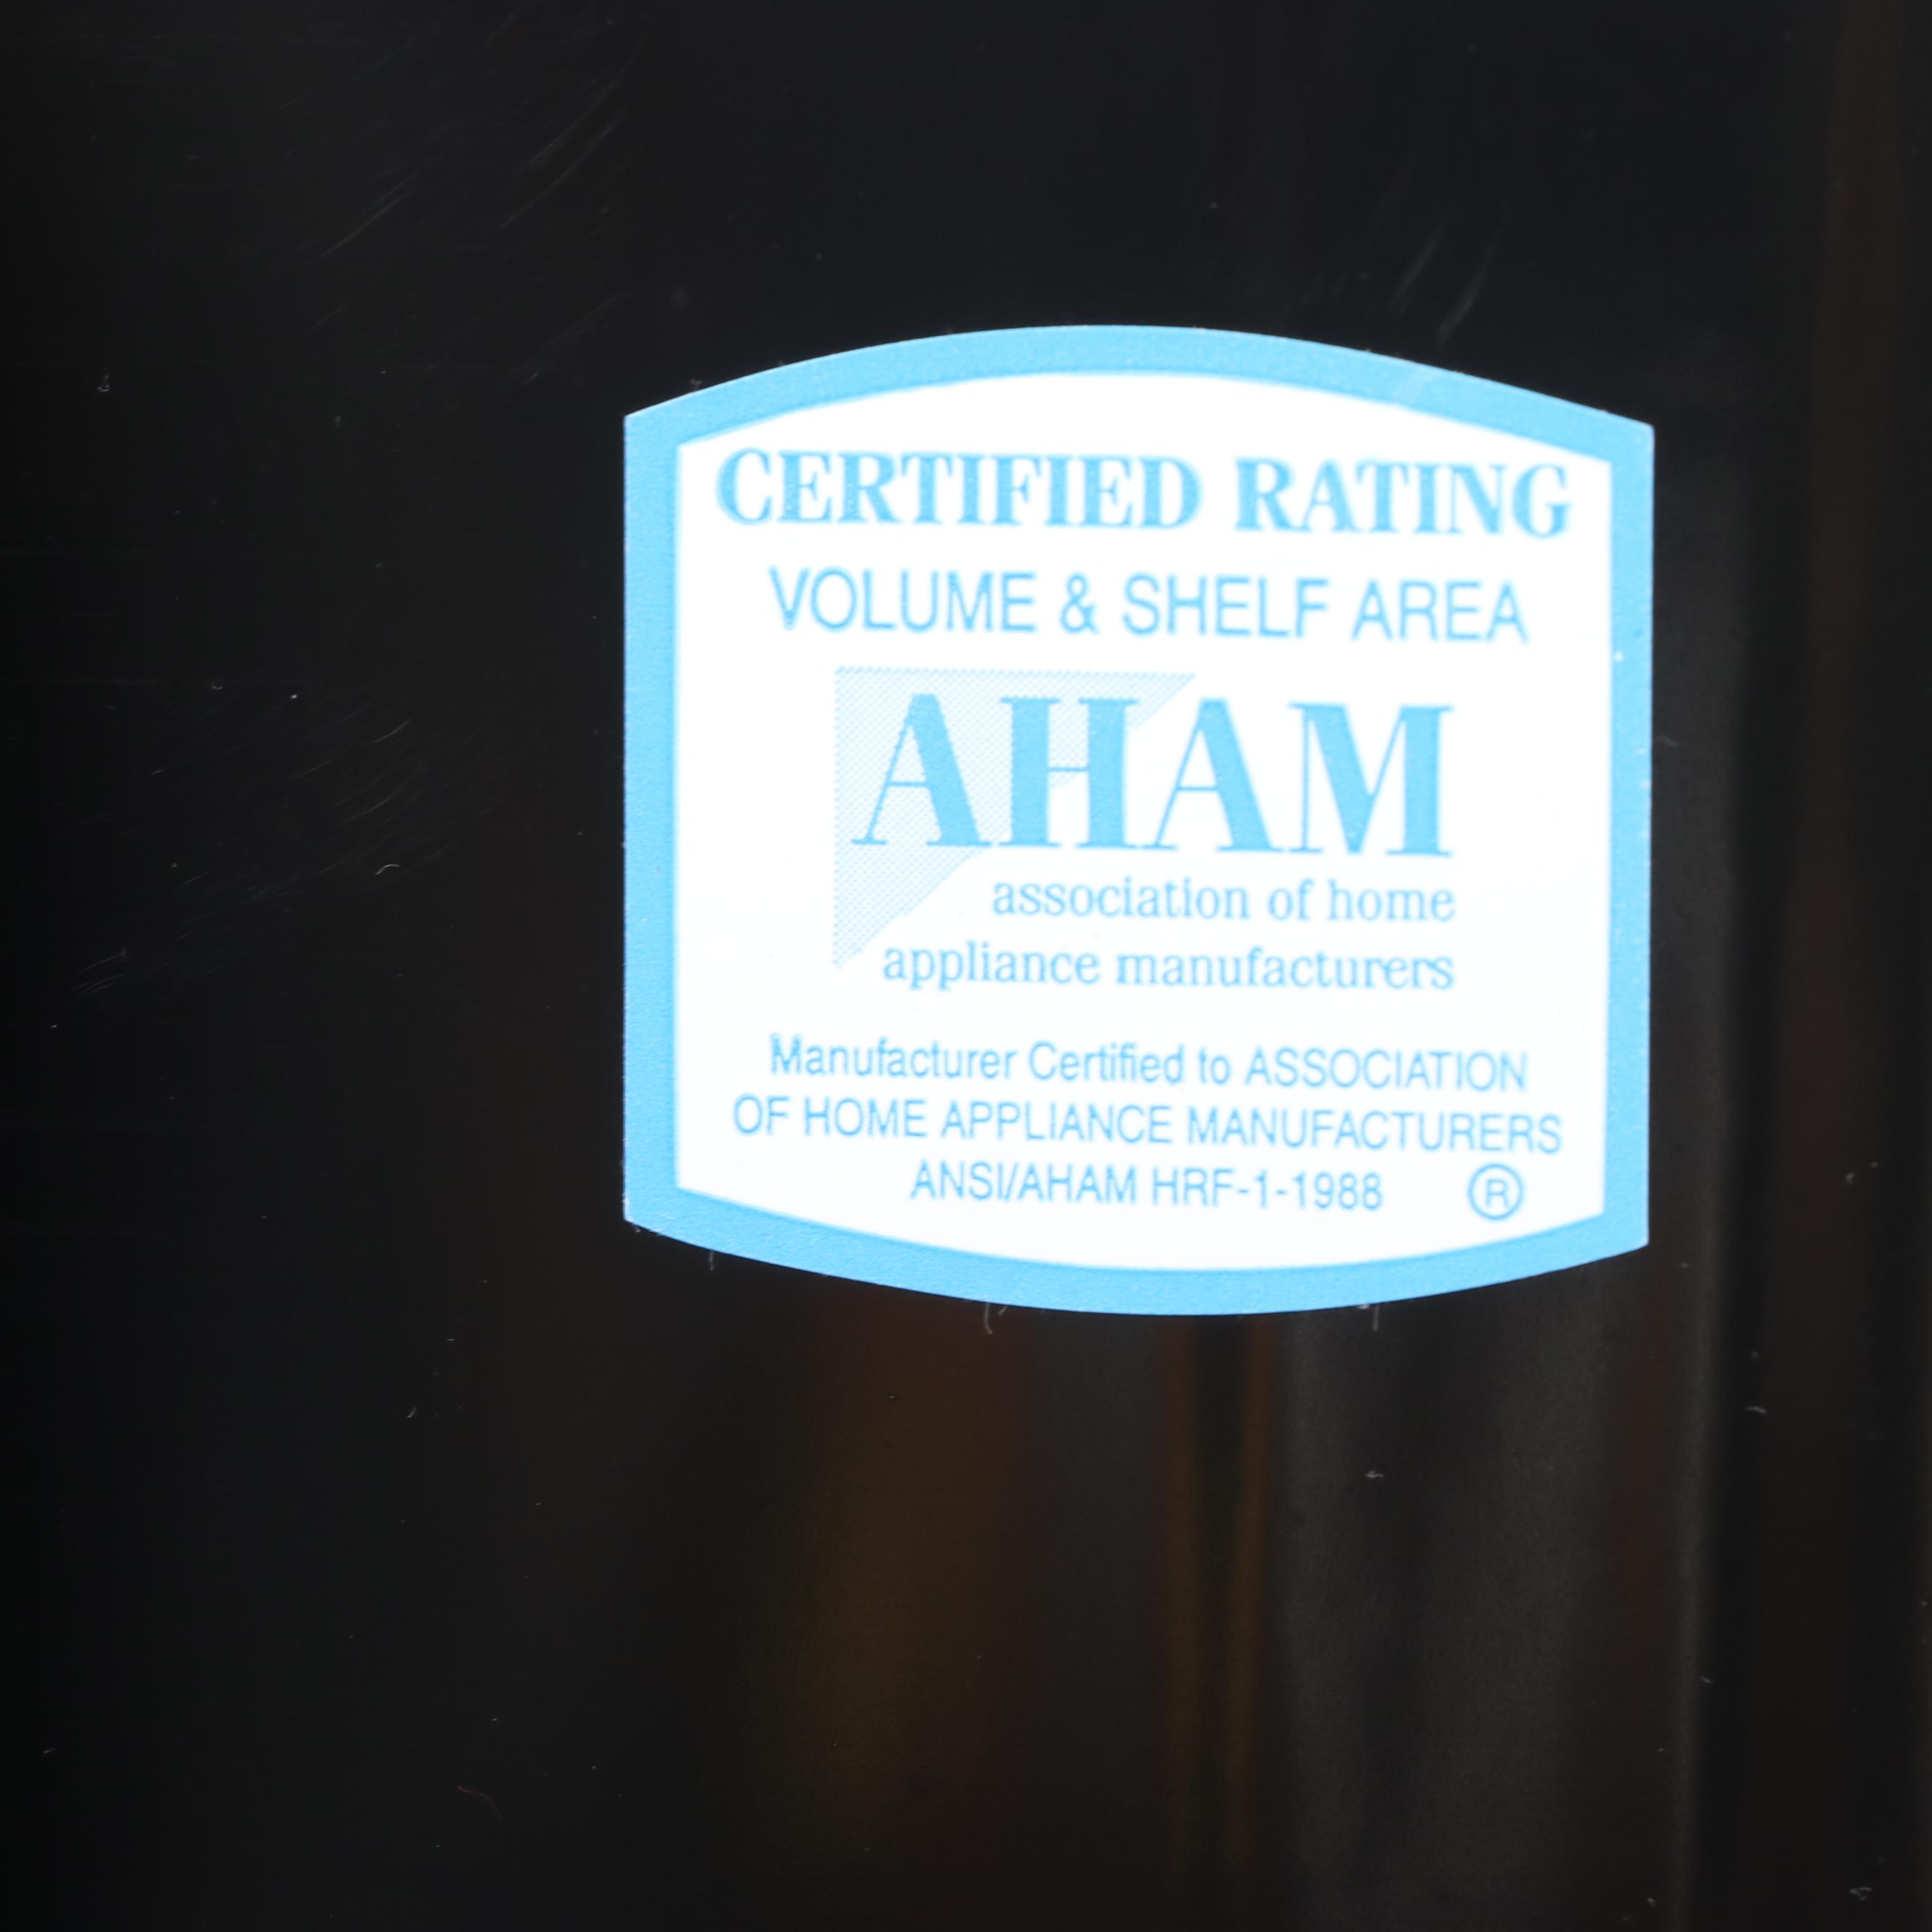 CERTIFIED RATING
VOLUME & SHELF AREA
AHAM
association of home
appliance manufacturers
Manufacturer Certified to ASSOCIATION
OF HOME APPLIANCE MANUFACTURERS
ANSI/AHAM HRF-1-1988 ®